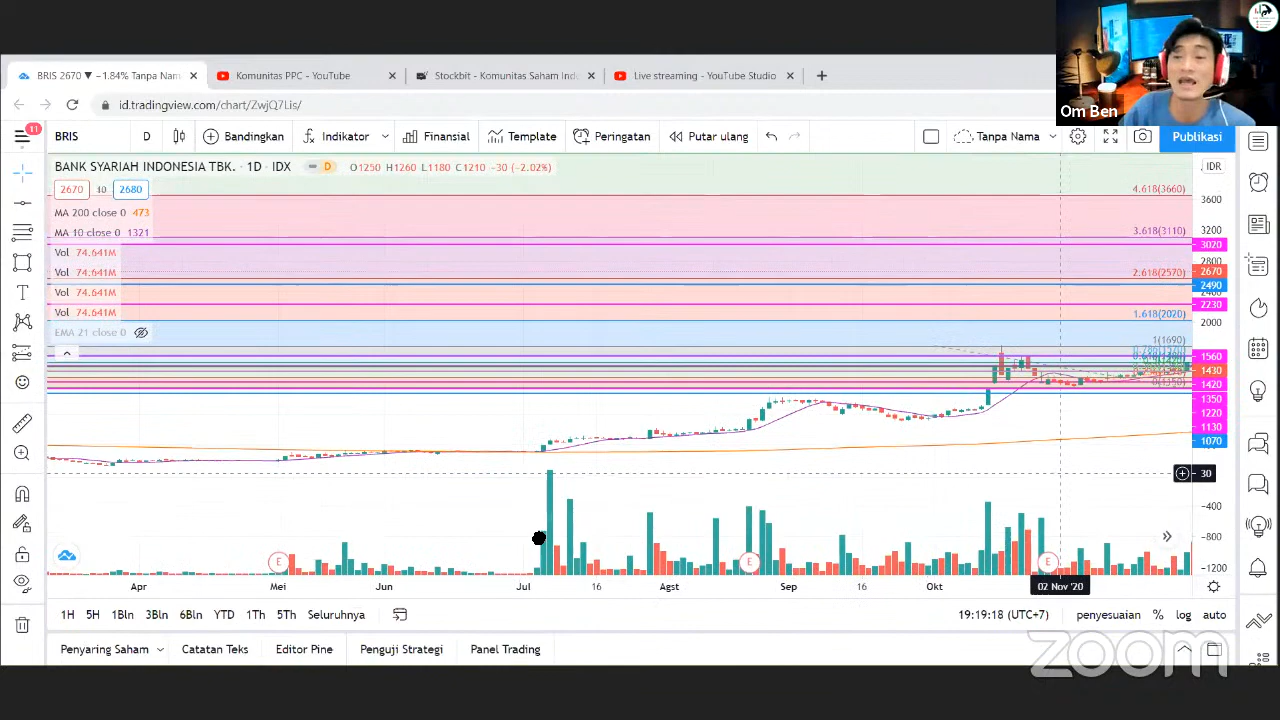 BRIS 2670 ▼ −1.84% Tanpa Nam
Komunitas PPC - YouTube
Stockbit - Komunitas Saham Ind
Live streaming - YouTube Studio
id.tradingview.com/chart/ZwjQ7Lis/
Om Ben
11
BRIS
D
Bandingkan
Indikator
Finansial
Template
Peringatan
Putar ulang
Tanpa Nama
Publikasi
BANK SYARIAH INDONESIA TBK. · 1D · IDX
D
O1250 H1260 L1180 C1210 −30 (−2.02%)
IDR
2670
10
2680
MA 200 close 0 473
MA 10 close 0 1321
Vol 74.641M
Vol 74.641M
Vol 74.641M
Vol 74.641M
EMA 21 close 0
4.618(3660)
3600
3.618(3110)
3200
3020
2800
2.618(2570)
2670
2490
2400
2230
1.618(2020)
2000
1(1690)
1560
1430
1420
0(1150)
1350
1220
1130
1070
30
−400
−800
−1200
E
E
E
Apr
Mei
Jun
Jul
16
Agst
Sep
16
Okt
02 Nov '20
1H 5H 1Bln 3Bln 6Bln YTD 1Th 5Th Seluruhnya
19:19:18 (UTC+7)
penyesuaian % log auto
Penyaring Saham
Catatan Teks
Editor Pine
Penguji Strategi
Panel Trading
zoom